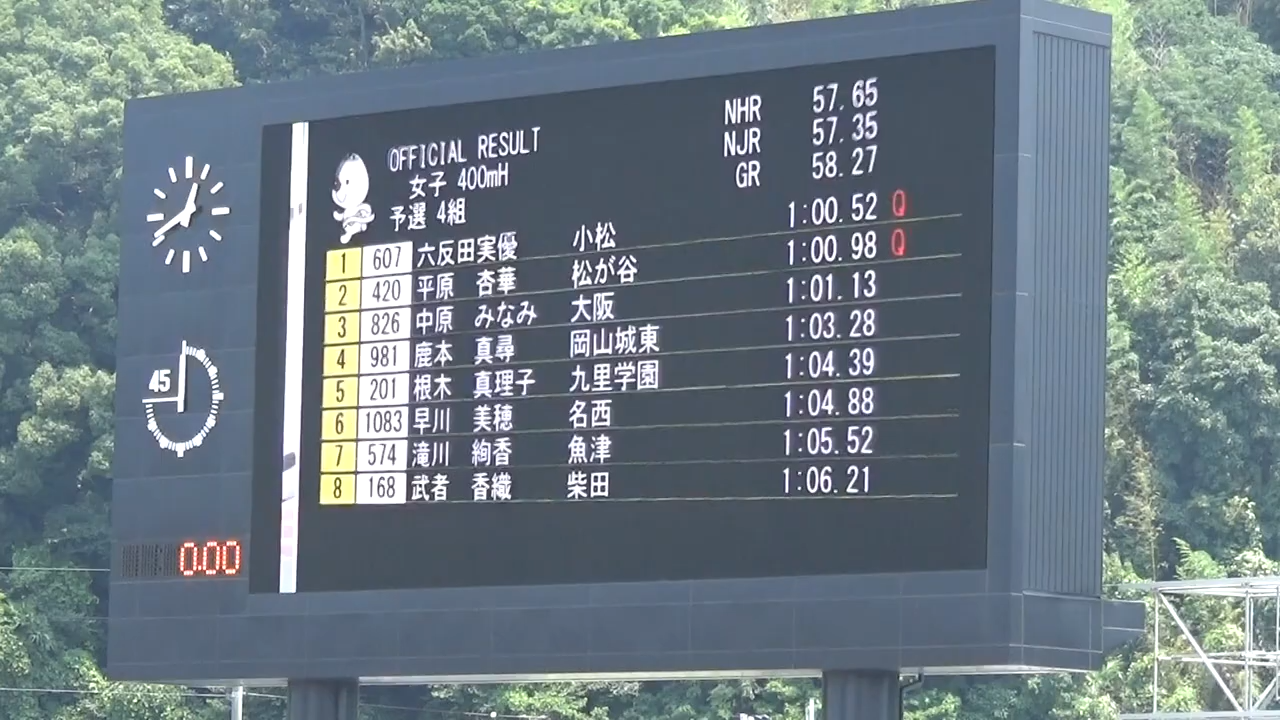 OFFICIAL RESULT
女子 400mH
予選 4組
NHR 57.65
NJR 57.35
GR 58.27
1 607 六反田実優 小松 1:00.52 Q
2 420 平原 杏華 松が谷 1:00.98 Q
3 826 中原 みなみ 大阪 1:01.13
4 981 鹿本 真尋 岡山城東 1:03.28
5 201 根木 真理子 九里学園 1:04.39
6 1083 早川 美穂 名西 1:04.88
7 574 滝川 絢香 魚津 1:05.52
8 168 武者 香織 柴田 1:06.21
45
0:00